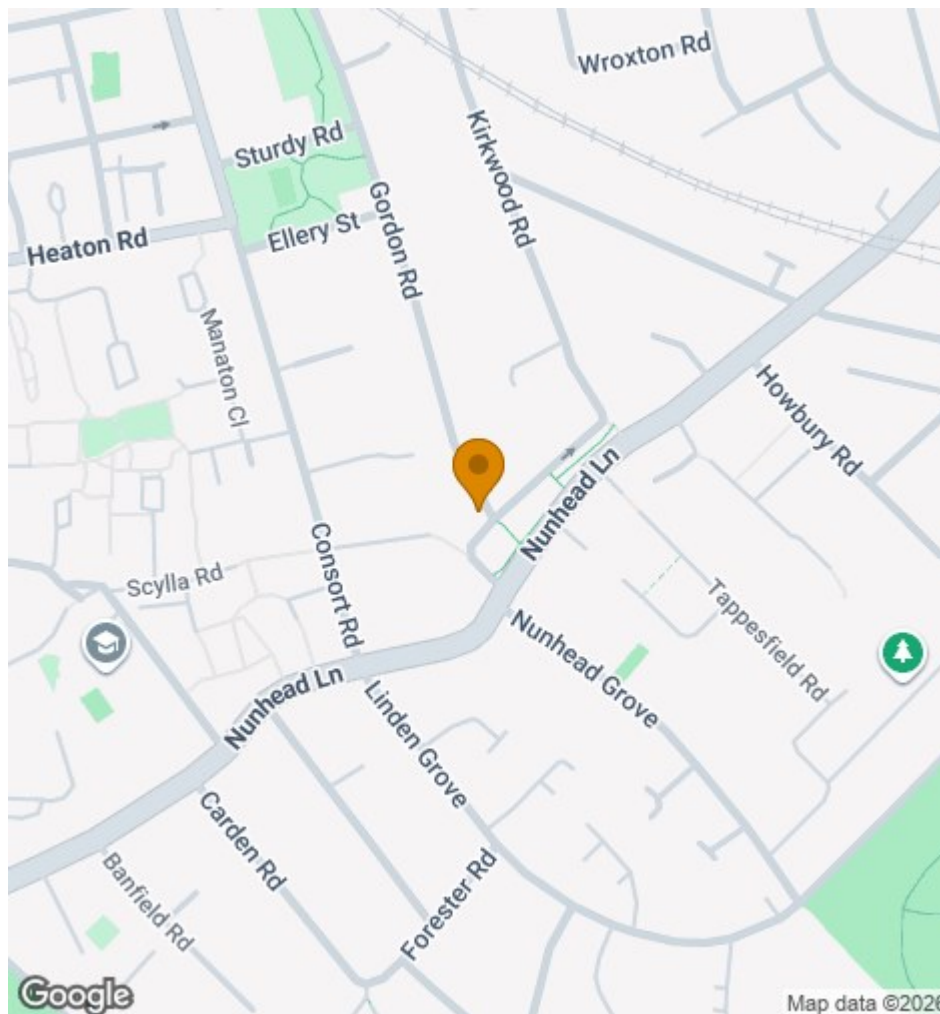 Wroxton Rd
Kirkwood Rd
Sturdy Rd
Gordon Rd
Ellery St
Heaton Rd
Manaton Cl
Howbury Rd
Nunhead Ln
Consort Rd
Scylla Rd
Tappesfield Rd
Nunhead Grove
Nunhead Ln
Linden Grove
Carden Rd
Forester Rd
Banfield Rd
Google
Map data ©2026